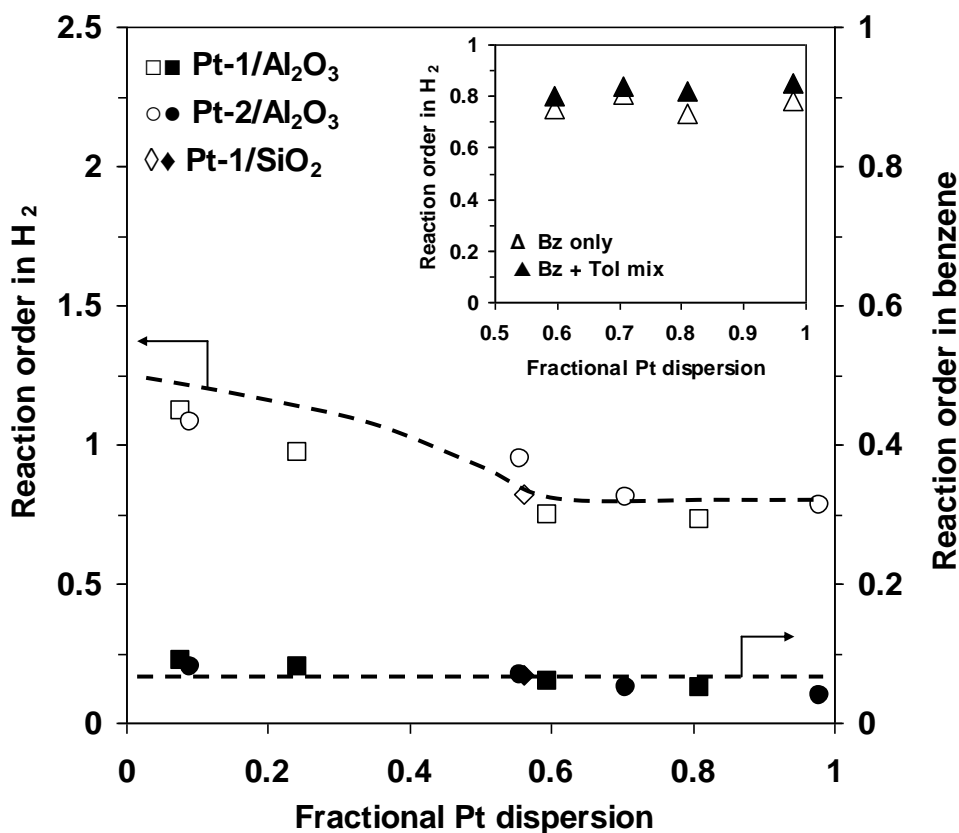 Reaction order in H₂
2.5
2
1.5
1
0.5
0
□■ Pt-1/Al₂O₃
○● Pt-2/Al₂O₃
◇◆ Pt-1/SiO₂
Reaction order in H₂
1
0.8
0.6
0.4
0.2
0
Δ Bz only
▲ Bz + Tol mix
0.5 0.6 0.7 0.8 0.9 1
Fractional Pt dispersion
1
0.8
0.6
0.4
0.2
0
Reaction order in benzene
0 0.2 0.4 0.6 0.8 1
Fractional Pt dispersion